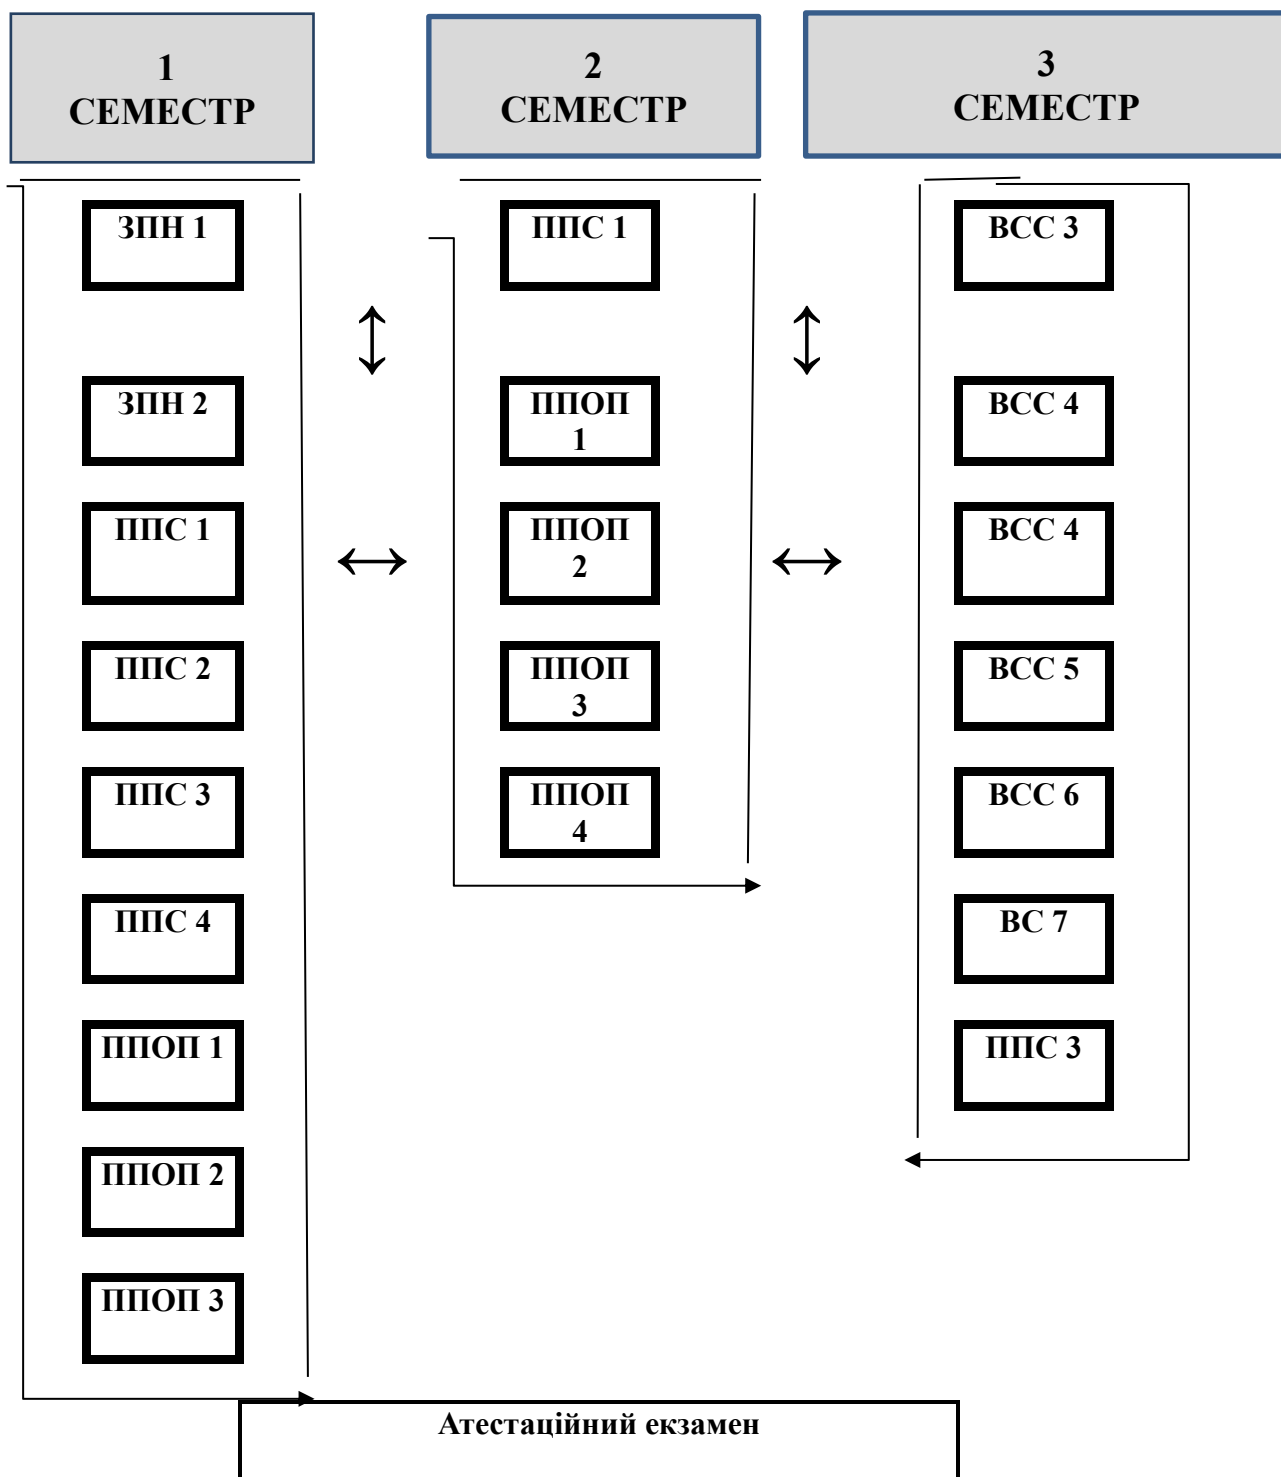 1
СЕМЕСТР
2
СЕМЕСТР
3
СЕМЕСТР
ЗПН 1
ЗПН 2
ППС 1
ППС 2
ППС 3
ППС 4
ППОП 1
ППОП 2
ППОП 3
ППС 1
ППОП
1
ППОП
2
ППОП
3
ППОП
4
ВСС 3
ВСС 4
ВСС 4
ВСС 5
ВСС 6
ВС 7
ППС 3
Атестаційний екзамен